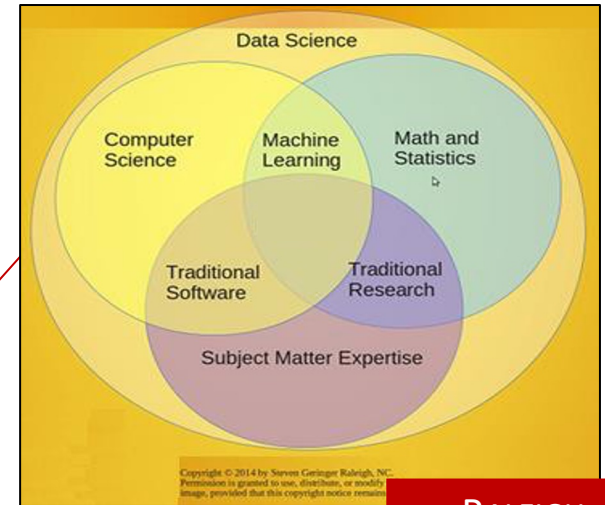 Data Science
Computer
Science
Machine
Learning
Math and
Statistics
Traditional
Software
Traditional
Research
Subject Matter Expertise
Copyright © 2014 by Steven Geringer Raleigh, NC.
Permission is granted to use, distribute, or modify
image, provided that this copyright notice remains